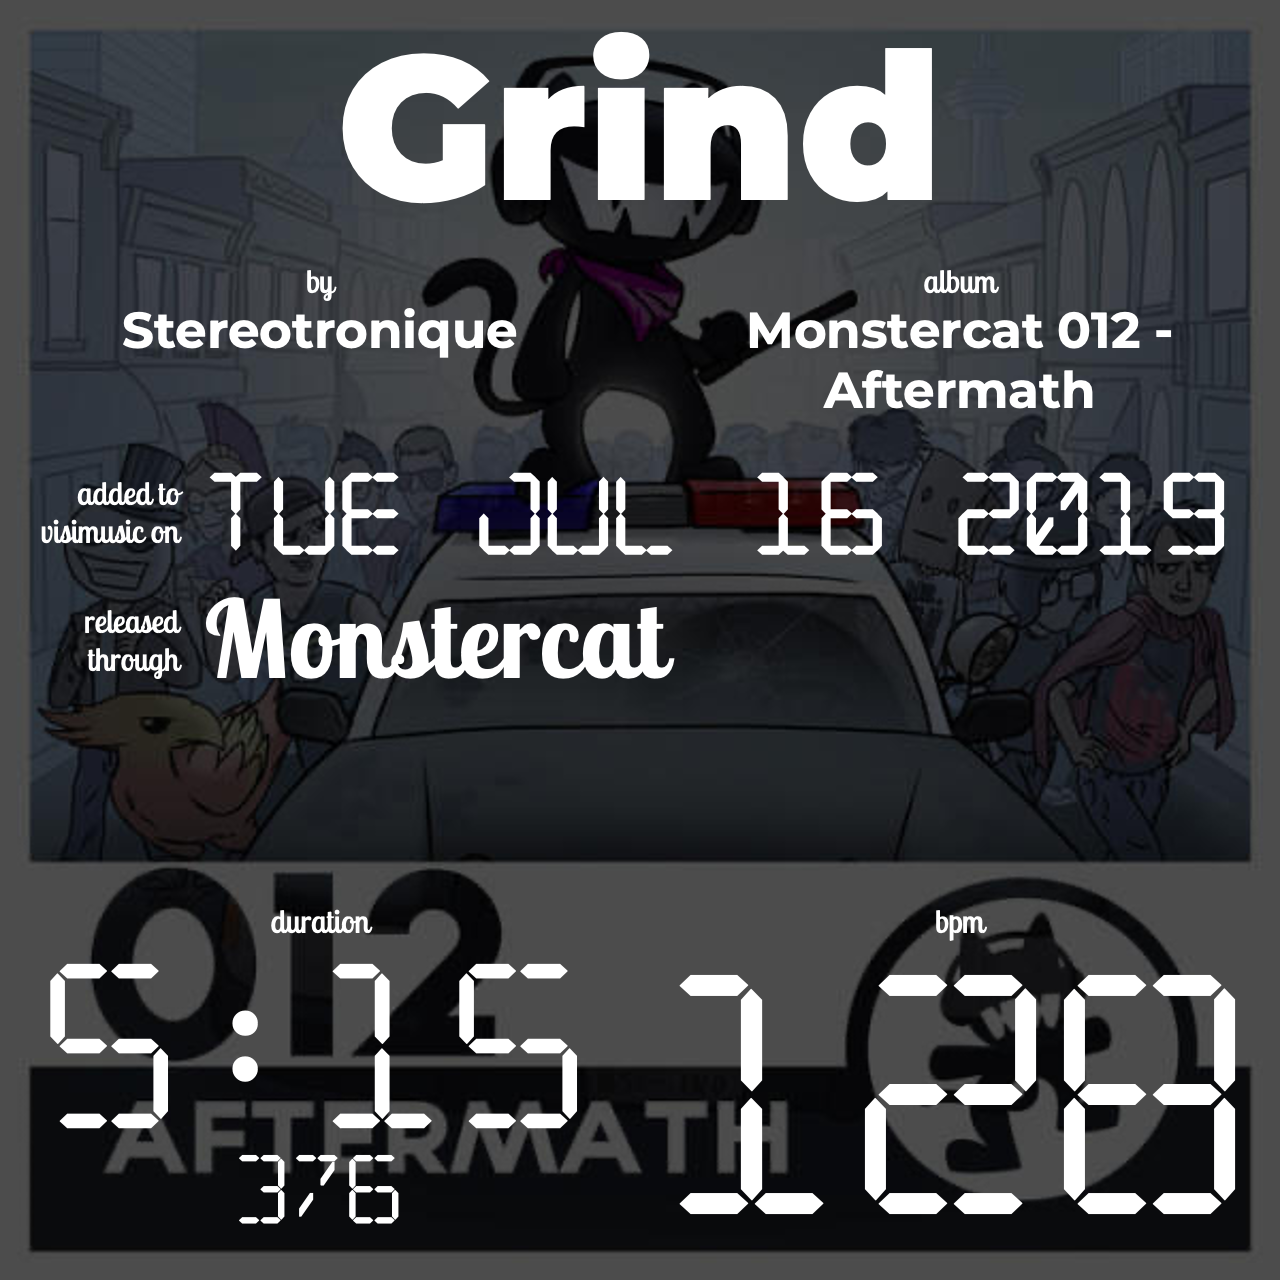 Grind
by
Stereotronique
album
Monstercat 012 -
Aftermath
added to
visimusic on
TUE JUL 16 2019
released
through
Monstercat
012
duration
5:15
376
bpm
128
AFTERMATH